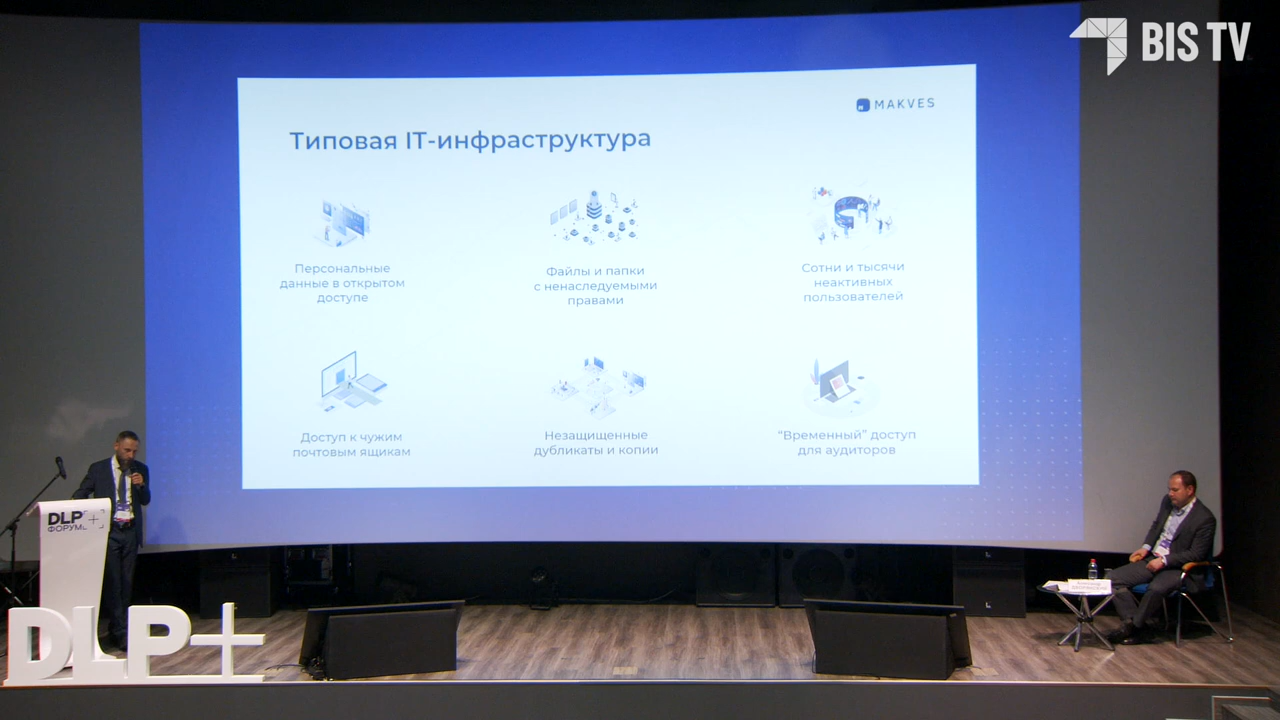 BIS TV
MAKVES
Типовая IT-инфраструктура
Персональные
данные в открытом
доступе
Файлы и папки
с ненаследуемыми
правами
Сотни и тысячи
неактивных
пользователей
Доступ к чужим
почтовым ящикам
Незащищенные
дубликаты и копии
“Временный” доступ
для аудиторов
DLP+
ФОРУМ
DLP+